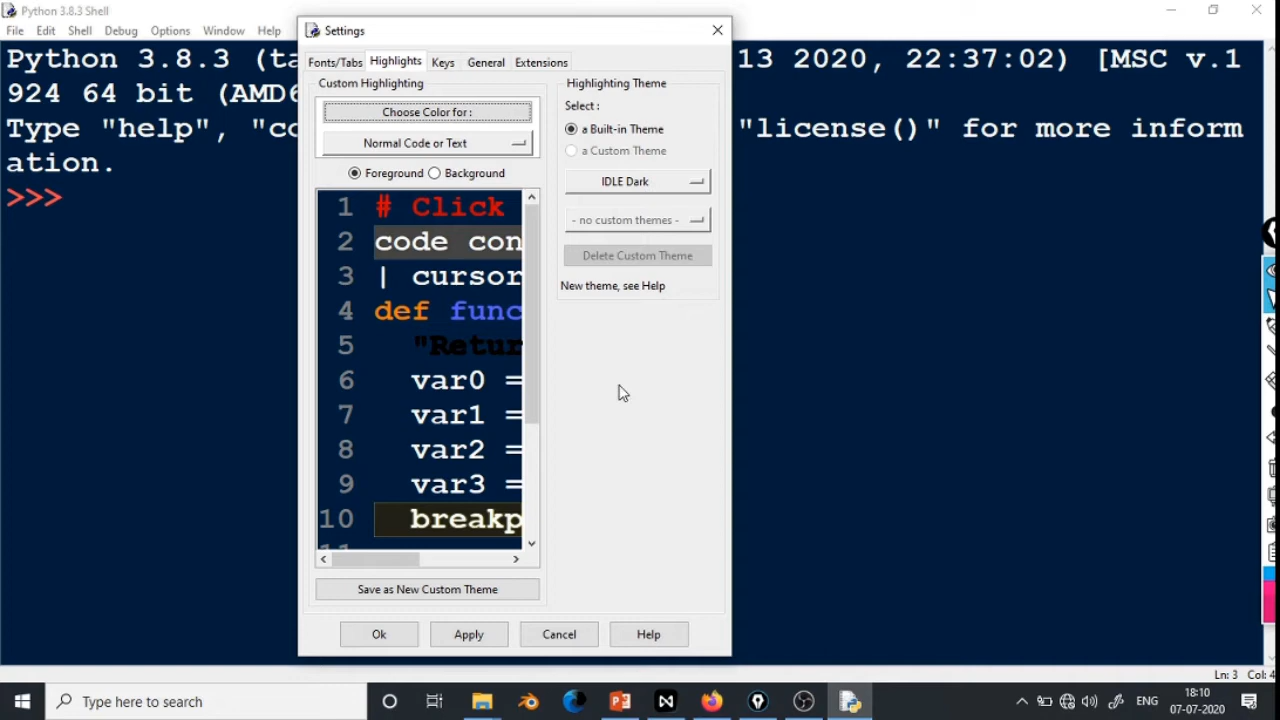 Python 3.8.3 Shell
File Edit Shell Debug Options Window Help
Python 3.8.3 (ta 13 2020, 22:37:02) [MSC v.1
924 64 bit (AMD6
Type "help", "co "license()" for more inform
ation.
>>>
Settings
Fonts/Tabs Highlights Keys General Extensions
Custom Highlighting
Choose Color for :
Normal Code or Text
Foreground Background
1 # Click
2 code con
3 | cursor
4 def func
5 "Retur
6 var0 =
7 var1 =
8 var2 =
9 var3 =
10 breakp
11
Save as New Custom Theme
Highlighting Theme
Select :
a Built-in Theme
a Custom Theme
IDLE Dark
- no custom themes -
Delete Custom Theme
New theme, see Help
Ok Apply Cancel Help
Ln: 3 Col: 4
Type here to search
ENG
18:10
07-07-2020